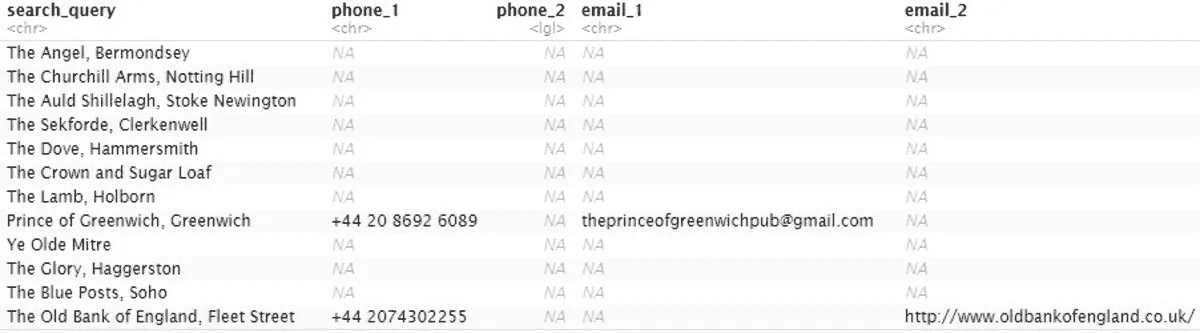 search_query phone_1 phone_2 email_1 email_2
<chr> <chr> <lgl> <chr> <chr>
The Angel, Bermondsey NA NA NA NA
The Churchill Arms, Notting Hill NA NA NA NA
The Auld Shillelagh, Stoke Newington NA NA NA NA
The Sekforde, Clerkenwell NA NA NA NA
The Dove, Hammersmith NA NA NA NA
The Crown and Sugar Loaf NA NA NA NA
The Lamb, Holborn NA NA NA NA
Prince of Greenwich, Greenwich +44 20 8692 6089 NA theprinceofgreenwichpub@gmail.com NA
Ye Olde Mitre NA NA NA NA
The Glory, Haggerston NA NA NA NA
The Blue Posts, Soho NA NA NA NA
The Old Bank of England, Fleet Street +44 2074302255 NA NA http://www.oldbankofengland.co.uk/